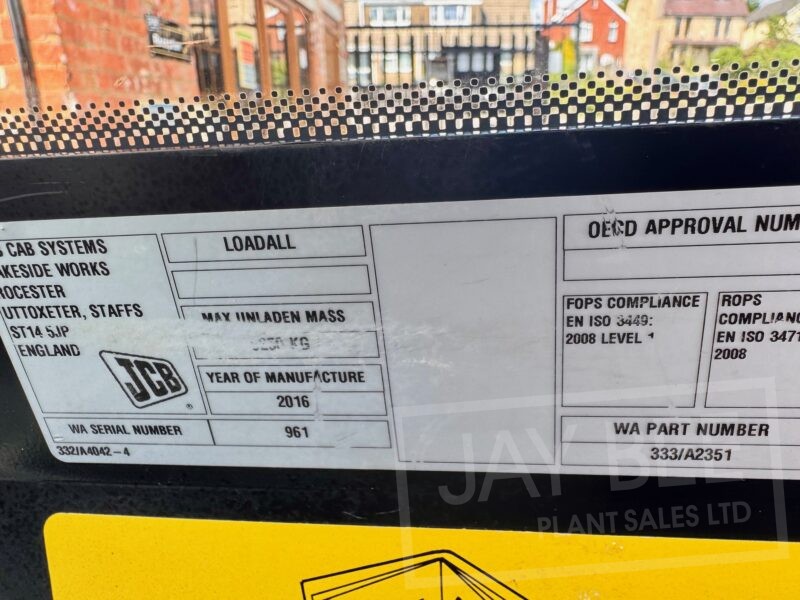 CAB SYSTEMS
LAKESIDE WORKS
ROCESTER
UTTOXETER, STAFFS
ST14 5JP
ENGLAND
JCB
®
WA SERIAL NUMBER
961
332/A4042-4
LOADALL
MAX UNLADEN MASS
KG
YEAR OF MANUFACTURE
2016
OECD APPROVAL NUM
FOPS COMPLIANCE
EN ISO 3449:
2008 LEVEL 1
ROPS
COMPLIANC
EN ISO 3471
2008
WA PART NUMBER
333/A2351
JAY BEE
PLANT SALES LTD